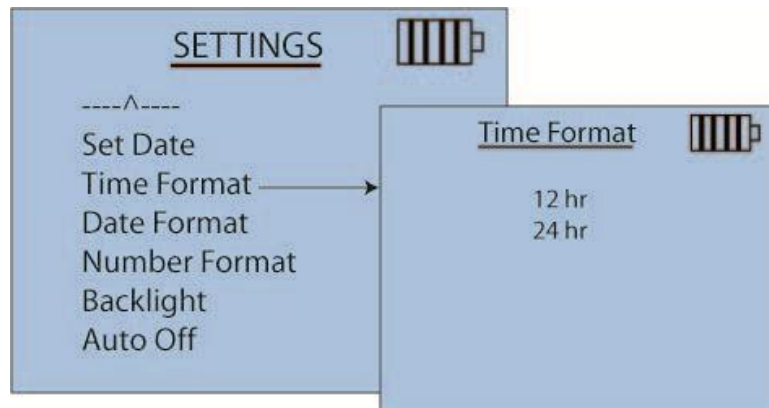 SETTINGS
----^----
Set Date
Time Format
Date Format
Number Format
Backlight
Auto Off
Time Format
12 hr
24 hr